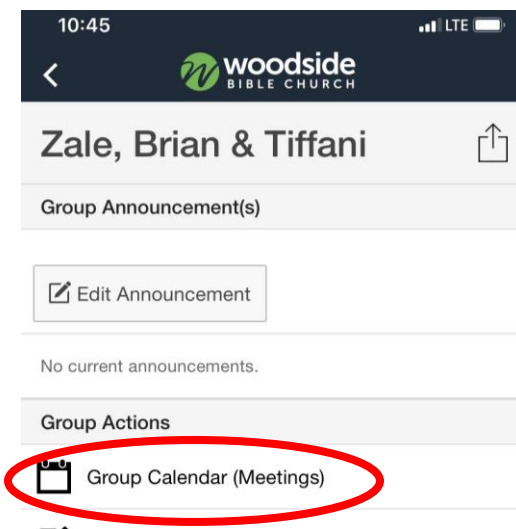 10:45 LTE
woodside
BIBLE CHURCH
Zale, Brian & Tiffani
Group Announcement(s)
Edit Announcement
No current announcements.
Group Actions
Group Calendar (Meetings)